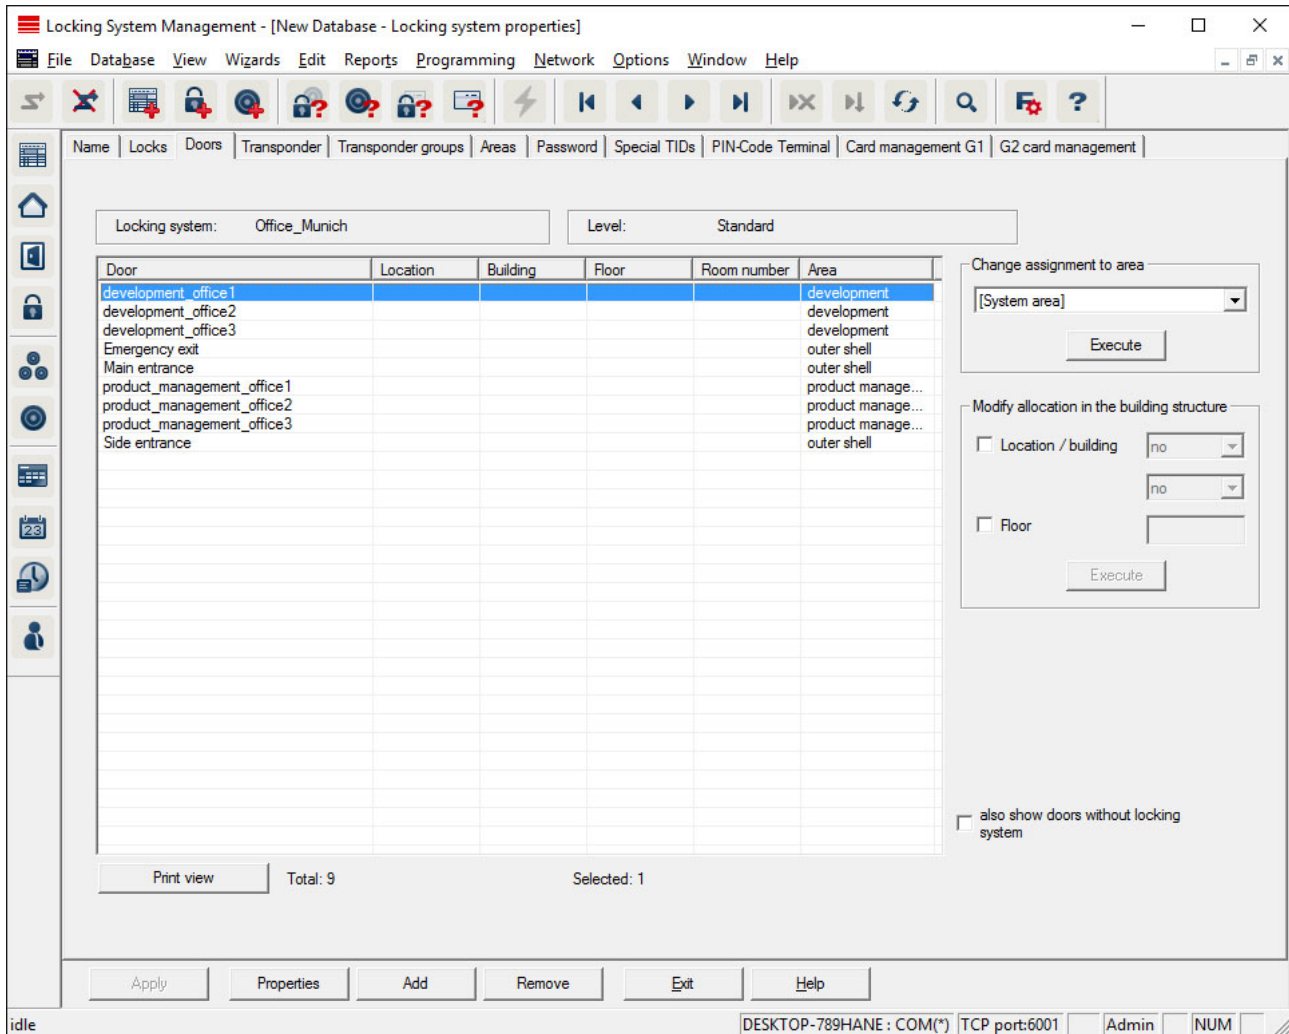 Locking System Management - [New Database - Locking system properties]
File Database View Wizards Edit Reports Programming Network Options Window Help
Name Locks Doors Transponder Transponder groups Areas Password Special TIDs PIN-Code Terminal Card management G1 G2 card management
Locking system: Office_Munich Level: Standard
Door Location Building Floor Room number Area
development_office1 development
development_office2 development
development_office3 development
Emergency exit outer shell
Main entrance outer shell
product_management_office1 product manage...
product_management_office2 product manage...
product_management_office3 product manage...
Side entrance outer shell
Change assignment to area
[System area]
Execute
Modify allocation in the building structure
Location / building no
no
Floor
Execute
23
also show doors without locking
system
Print view Total: 9 Selected: 1
Apply Properties Add Remove Exit Help
idle DESKTOP-789HANE : COM(*) TCP port:6001 Admin NUM